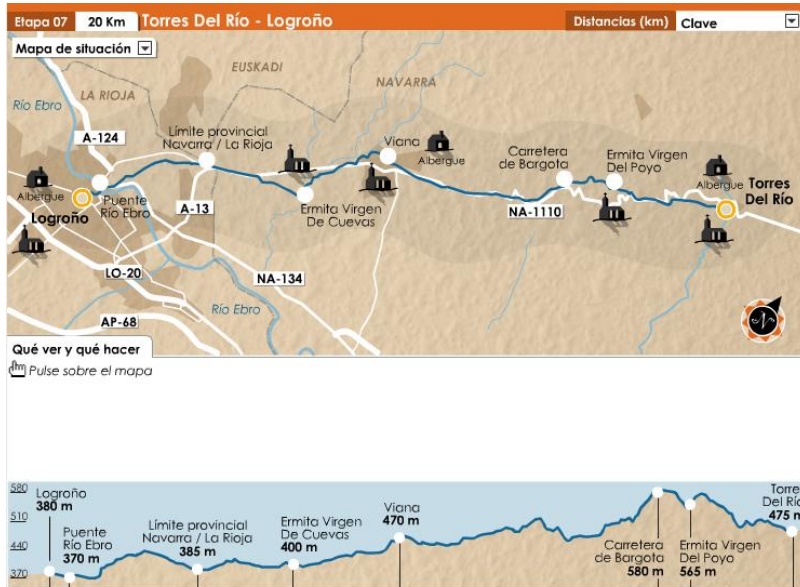 Etapa 07 20 Km Torres Del Río - Logroño Distancias (km) Clave
Mapa de situación
EUSKADI
NAVARRA
LA RIOJA
Río Ebro
A-124
Límite provincial
Navarra / La Rioja
Viana
Albergue
Carretera
de Bargota
Ermita Virgen
Del Poyo
Albergue
Torres
Del Río
Albergue
Logroño
Puente
Río Ebro
A-13
Ermita Virgen
De Cuevas
NA-1110
LO-20
NA-134
Río Ebro
AP-68
Qué ver y qué hacer
Pulse sobre el mapa
580
510
440
370
Logroño
380 m
Puente
Río Ebro
370 m
Límite provincial
Navarra / La Rioja
385 m
Ermita Virgen
De Cuevas
400 m
Viana
470 m
Carretera
de Bargota
580 m
Ermita Virgen
Del Poyo
565 m
Torre
Del Rí
475 m